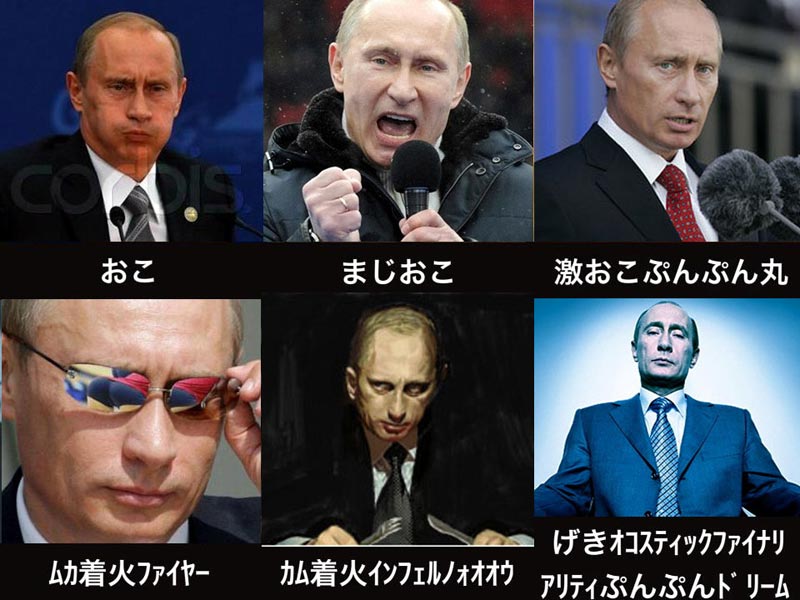 corbis.
おこ
まじおこ
激おこぷんぷん丸
ﾑｶ着火ﾌｧｲﾔｰ
ｶﾑ着火ｲﾝﾌｪﾙﾉｫｵｵｳ
げきｵｺｽﾃｨｯｸﾌｧｲﾅﾘ
ｱﾘﾃｨぷんぷんﾄﾞﾘｰﾑ